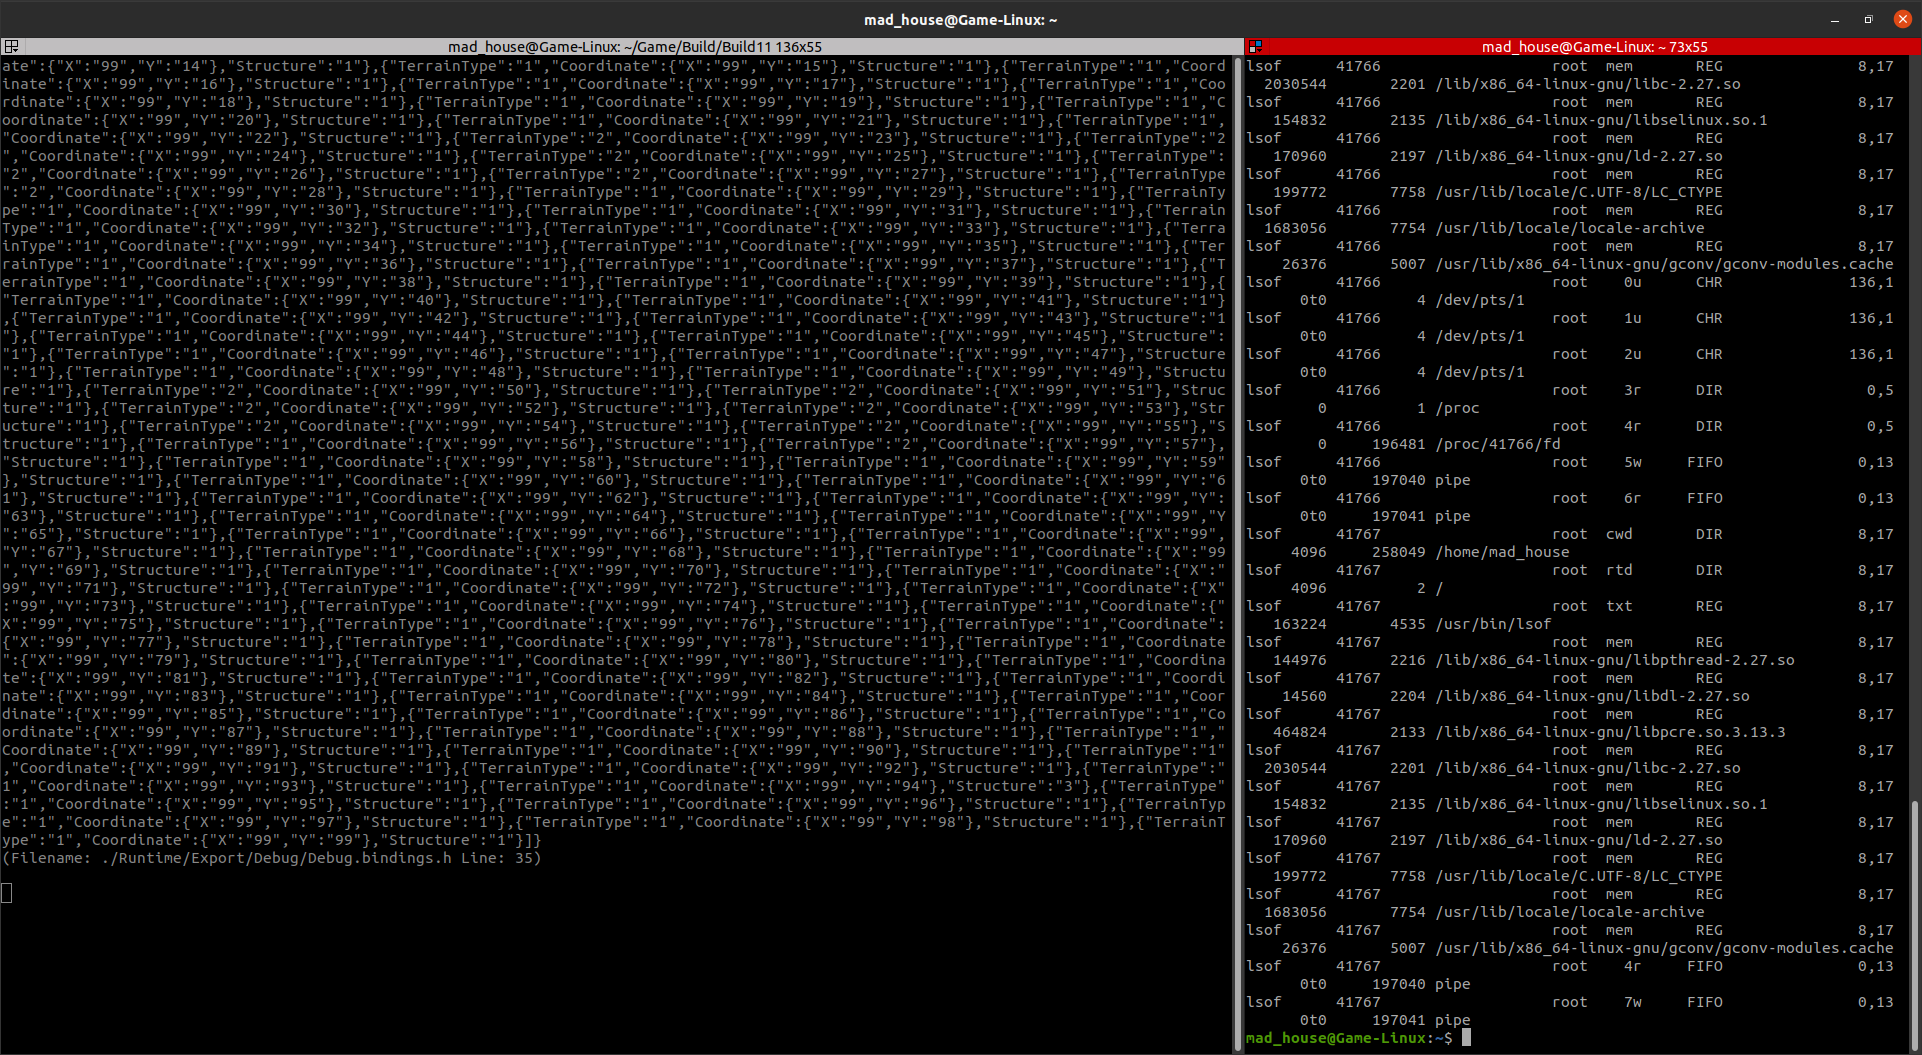 mad_house@Game-Linux: ~
mad_house@Game-Linux: ~/Game/Build/Build11 136x55
ate":{"X":"99","Y":"14"},"Structure":"1"},{"TerrainType":"1","Coordinate":{"X":"99","Y":"15"},"Structure":"1"},{"TerrainType":"1","Coord
inate":{"X":"99","Y":"16"},"Structure":"1"},{"TerrainType":"1","Coordinate":{"X":"99","Y":"17"},"Structure":"1"},{"TerrainType":"1","Coo
rdinate":{"X":"99","Y":"18"},"Structure":"1"},{"TerrainType":"1","Coordinate":{"X":"99","Y":"19"},"Structure":"1"},{"TerrainType":"1","C
oordinate":{"X":"99","Y":"20"},"Structure":"1"},{"TerrainType":"1","Coordinate":{"X":"99","Y":"21"},"Structure":"1"},{"TerrainType":"1",
"Coordinate":{"X":"99","Y":"22"},"Structure":"1"},{"TerrainType":"2","Coordinate":{"X":"99","Y":"23"},"Structure":"1"},{"TerrainType":"2
","Coordinate":{"X":"99","Y":"24"},"Structure":"1"},{"TerrainType":"2","Coordinate":{"X":"99","Y":"25"},"Structure":"1"},{"TerrainType":
"2","Coordinate":{"X":"99","Y":"26"},"Structure":"1"},{"TerrainType":"2","Coordinate":{"X":"99","Y":"27"},"Structure":"1"},{"TerrainType
":"2","Coordinate":{"X":"99","Y":"28"},"Structure":"1"},{"TerrainType":"1","Coordinate":{"X":"99","Y":"29"},"Structure":"1"},{"TerrainTy
pe":"1","Coordinate":{"X":"99","Y":"30"},"Structure":"1"},{"TerrainType":"1","Coordinate":{"X":"99","Y":"31"},"Structure":"1"},{"Terrain
Type":"1","Coordinate":{"X":"99","Y":"32"},"Structure":"1"},{"TerrainType":"1","Coordinate":{"X":"99","Y":"33"},"Structure":"1"},{"Terra
inType":"1","Coordinate":{"X":"99","Y":"34"},"Structure":"1"},{"TerrainType":"1","Coordinate":{"X":"99","Y":"35"},"Structure":"1"},{"Ter
rainType":"1","Coordinate":{"X":"99","Y":"36"},"Structure":"1"},{"TerrainType":"1","Coordinate":{"X":"99","Y":"37"},"Structure":"1"},{"T
errainType":"1","Coordinate":{"X":"99","Y":"38"},"Structure":"1"},{"TerrainType":"1","Coordinate":{"X":"99","Y":"39"},"Structure":"1"},{
"TerrainType":"1","Coordinate":{"X":"99","Y":"40"},"Structure":"1"},{"TerrainType":"1","Coordinate":{"X":"99","Y":"41"},"Structure":"1"}
,{"TerrainType":"1","Coordinate":{"X":"99","Y":"42"},"Structure":"1"},{"TerrainType":"1","Coordinate":{"X":"99","Y":"43"},"Structure":"1
"},{"TerrainType":"1","Coordinate":{"X":"99","Y":"44"},"Structure":"1"},{"TerrainType":"1","Coordinate":{"X":"99","Y":"45"},"Structure":
"1"},{"TerrainType":"1","Coordinate":{"X":"99","Y":"46"},"Structure":"1"},{"TerrainType":"1","Coordinate":{"X":"99","Y":"47"},"Structure
":"1"},{"TerrainType":"1","Coordinate":{"X":"99","Y":"48"},"Structure":"1"},{"TerrainType":"1","Coordinate":{"X":"99","Y":"49"},"Structu
re":"1"},{"TerrainType":"2","Coordinate":{"X":"99","Y":"50"},"Structure":"1"},{"TerrainType":"2","Coordinate":{"X":"99","Y":"51"},"Struc
ture":"1"},{"TerrainType":"2","Coordinate":{"X":"99","Y":"52"},"Structure":"1"},{"TerrainType":"2","Coordinate":{"X":"99","Y":"53"},"Str
ucture":"1"},{"TerrainType":"2","Coordinate":{"X":"99","Y":"54"},"Structure":"1"},{"TerrainType":"2","Coordinate":{"X":"99","Y":"55"},"S
tructure":"1"},{"TerrainType":"1","Coordinate":{"X":"99","Y":"56"},"Structure":"1"},{"TerrainType":"2","Coordinate":{"X":"99","Y":"57"},
"Structure":"1"},{"TerrainType":"1","Coordinate":{"X":"99","Y":"58"},"Structure":"1"},{"TerrainType":"1","Coordinate":{"X":"99","Y":"59"
},"Structure":"1"},{"TerrainType":"1","Coordinate":{"X":"99","Y":"60"},"Structure":"1"},{"TerrainType":"1","Coordinate":{"X":"99","Y":"6
1"},"Structure":"1"},{"TerrainType":"1","Coordinate":{"X":"99","Y":"62"},"Structure":"1"},{"TerrainType":"1","Coordinate":{"X":"99","Y":
"63"},"Structure":"1"},{"TerrainType":"1","Coordinate":{"X":"99","Y":"64"},"Structure":"1"},{"TerrainType":"1","Coordinate":{"X":"99","Y
":"65"},"Structure":"1"},{"TerrainType":"1","Coordinate":{"X":"99","Y":"66"},"Structure":"1"},{"TerrainType":"1","Coordinate":{"X":"99",
"Y":"67"},"Structure":"1"},{"TerrainType":"1","Coordinate":{"X":"99","Y":"68"},"Structure":"1"},{"TerrainType":"1","Coordinate":{"X":"99
","Y":"69"},"Structure":"1"},{"TerrainType":"1","Coordinate":{"X":"99","Y":"70"},"Structure":"1"},{"TerrainType":"1","Coordinate":{"X":"
99","Y":"71"},"Structure":"1"},{"TerrainType":"1","Coordinate":{"X":"99","Y":"72"},"Structure":"1"},{"TerrainType":"1","Coordinate":{"X"
:"99","Y":"73"},"Structure":"1"},{"TerrainType":"1","Coordinate":{"X":"99","Y":"74"},"Structure":"1"},{"TerrainType":"1","Coordinate":{"
X":"99","Y":"75"},"Structure":"1"},{"TerrainType":"1","Coordinate":{"X":"99","Y":"76"},"Structure":"1"},{"TerrainType":"1","Coordinate":
{"X":"99","Y":"77"},"Structure":"1"},{"TerrainType":"1","Coordinate":{"X":"99","Y":"78"},"Structure":"1"},{"TerrainType":"1","Coordinate
":{"X":"99","Y":"79"},"Structure":"1"},{"TerrainType":"1","Coordinate":{"X":"99","Y":"80"},"Structure":"1"},{"TerrainType":"1","Coordina
te":{"X":"99","Y":"81"},"Structure":"1"},{"TerrainType":"1","Coordinate":{"X":"99","Y":"82"},"Structure":"1"},{"TerrainType":"1","Coordi
nate":{"X":"99","Y":"83"},"Structure":"1"},{"TerrainType":"1","Coordinate":{"X":"99","Y":"84"},"Structure":"1"},{"TerrainType":"1","Coor
dinate":{"X":"99","Y":"85"},"Structure":"1"},{"TerrainType":"1","Coordinate":{"X":"99","Y":"86"},"Structure":"1"},{"TerrainType":"1","Co
ordinate":{"X":"99","Y":"87"},"Structure":"1"},{"TerrainType":"1","Coordinate":{"X":"99","Y":"88"},"Structure":"1"},{"TerrainType":"1","
Coordinate":{"X":"99","Y":"89"},"Structure":"1"},{"TerrainType":"1","Coordinate":{"X":"99","Y":"90"},"Structure":"1"},{"TerrainType":"1"
,"Coordinate":{"X":"99","Y":"91"},"Structure":"1"},{"TerrainType":"1","Coordinate":{"X":"99","Y":"92"},"Structure":"1"},{"TerrainType":"
1","Coordinate":{"X":"99","Y":"93"},"Structure":"1"},{"TerrainType":"1","Coordinate":{"X":"99","Y":"94"},"Structure":"3"},{"TerrainType"
:"1","Coordinate":{"X":"99","Y":"95"},"Structure":"1"},{"TerrainType":"1","Coordinate":{"X":"99","Y":"96"},"Structure":"1"},{"TerrainTyp
e":"1","Coordinate":{"X":"99","Y":"97"},"Structure":"1"},{"TerrainType":"1","Coordinate":{"X":"99","Y":"98"},"Structure":"1"},{"TerrainT
ype":"1","Coordinate":{"X":"99","Y":"99"},"Structure":"1"}]}
(Filename: ./Runtime/Export/Debug/Debug.bindings.h Line: 35)
mad_house@Game-Linux: ~ 73x55
lsof 41766 root mem REG 8,17
2030544 2201 /lib/x86_64-linux-gnu/libc-2.27.so
lsof 41766 root mem REG 8,17
154832 2135 /lib/x86_64-linux-gnu/libselinux.so.1
lsof 41766 root mem REG 8,17
170960 2197 /lib/x86_64-linux-gnu/ld-2.27.so
lsof 41766 root mem REG 8,17
199772 7758 /usr/lib/locale/C.UTF-8/LC_CTYPE
lsof 41766 root mem REG 8,17
1683056 7754 /usr/lib/locale/locale-archive
lsof 41766 root mem REG 8,17
26376 5007 /usr/lib/x86_64-linux-gnu/gconv/gconv-modules.cache
lsof 41766 root 0u CHR 136,1
0t0 4 /dev/pts/1
lsof 41766 root 1u CHR 136,1
0t0 4 /dev/pts/1
lsof 41766 root 2u CHR 136,1
0t0 4 /dev/pts/1
lsof 41766 root 3r DIR 0,5
0 1 /proc
lsof 41766 root 4r DIR 0,5
0 196481 /proc/41766/fd
lsof 41766 root 5w FIFO 0,13
0t0 197040 pipe
lsof 41766 root 6r FIFO 0,13
0t0 197041 pipe
lsof 41767 root cwd DIR 8,17
4096 258049 /home/mad_house
lsof 41767 root rtd DIR 8,17
4096 2 /
lsof 41767 root txt REG 8,17
163224 4535 /usr/bin/lsof
lsof 41767 root mem REG 8,17
144976 2216 /lib/x86_64-linux-gnu/libpthread-2.27.so
lsof 41767 root mem REG 8,17
14560 2204 /lib/x86_64-linux-gnu/libdl-2.27.so
lsof 41767 root mem REG 8,17
464824 2133 /lib/x86_64-linux-gnu/libpcre.so.3.13.3
lsof 41767 root mem REG 8,17
2030544 2201 /lib/x86_64-linux-gnu/libc-2.27.so
lsof 41767 root mem REG 8,17
154832 2135 /lib/x86_64-linux-gnu/libselinux.so.1
lsof 41767 root mem REG 8,17
170960 2197 /lib/x86_64-linux-gnu/ld-2.27.so
lsof 41767 root mem REG 8,17
199772 7758 /usr/lib/locale/C.UTF-8/LC_CTYPE
lsof 41767 root mem REG 8,17
1683056 7754 /usr/lib/locale/locale-archive
lsof 41767 root mem REG 8,17
26376 5007 /usr/lib/x86_64-linux-gnu/gconv/gconv-modules.cache
lsof 41767 root 4r FIFO 0,13
0t0 197040 pipe
lsof 41767 root 7w FIFO 0,13
0t0 197041 pipe
mad_house@Game-Linux:~$